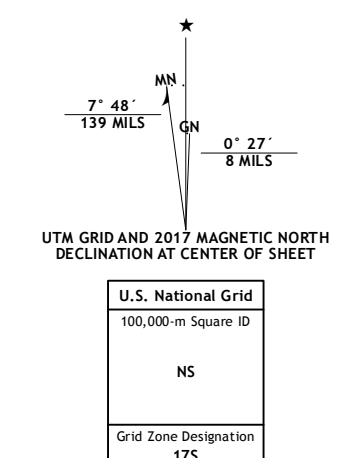 ★
MN
7° 48´
139 MILS
GN
0° 27´
8 MILS
UTM GRID AND 2017 MAGNETIC NORTH
DECLINATION AT CENTER OF SHEET
U.S. National Grid
100,000-m Square ID
NS
Grid Zone Designation
17S